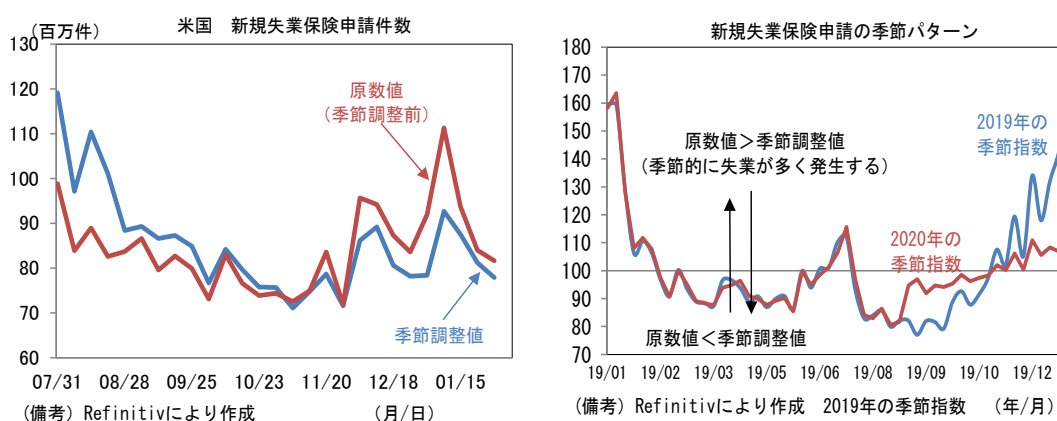 米国 新規失業保険申請件数
(百万件)
130
120
110
100
90
80
70
60
原数値
(季節調整前)
季節調整値
07/31 08/28 09/25 10/23 11/20 12/18 01/15
(備考) Refinitivにより作成 (月/日)
新規失業保険申請の季節パターン
180
170
160
150
140
130
120
110
100
90
80
70
2019年の
季節指数
原数値>季節調整値
(季節的に失業が多く発生する)
2020年の
季節指数
原数値<季節調整値
19/01 19/02 19/03 19/05 19/06 19/07 19/08 19/10 19/12
(備考) Refinitivにより作成 2019年の季節指数 (年/月)